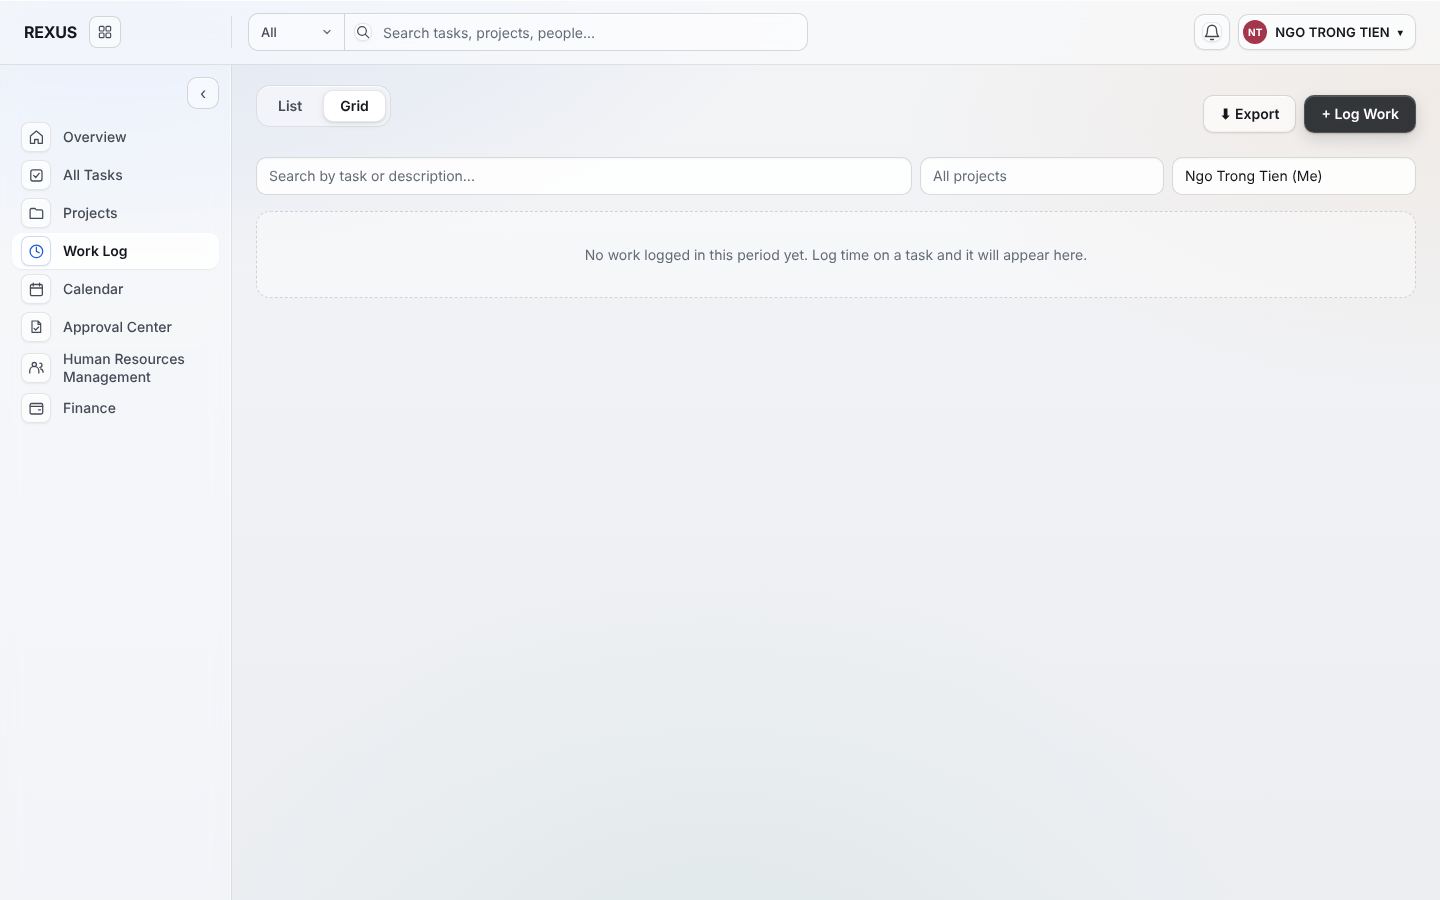 REXUS
All
Search tasks, projects, people...
NT
NGO TRONG TIEN
Overview
All Tasks
Projects
Work Log
Calendar
Approval Center
Human Resources
Management
Finance
List
Grid
Export
+ Log Work
Search by task or description...
All projects
Ngo Trong Tien (Me)
No work logged in this period yet. Log time on a task and it will appear here.